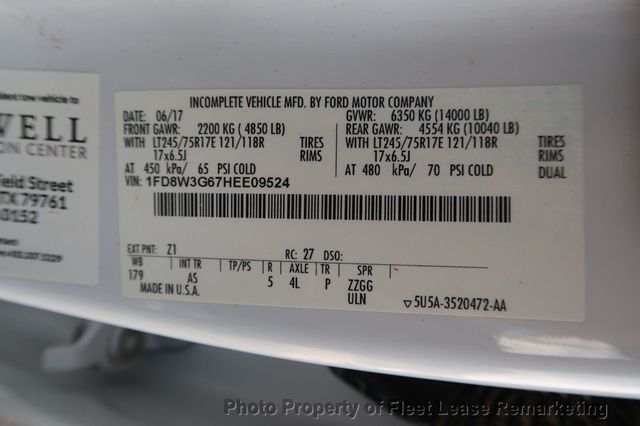 dent tow vehicle to
WELL
ON CENTER
field Street
TX 79761
INCOMPLETE VEHICLE MFD. BY FORD MOTOR COMPANY
DATE: 06/17 GVWR: 6350 KG (14000 LB)
FRONT GAWR: 2200 KG (4850 LB) REAR GAWR: 4554 KG (10040 LB)
WITH LT245/75R17E 121/118R TIRES WITH LT245/75R17E 121/118R TIRES
17x6.5J RIMS 17x6.5J RIMS
AT 450 kPa/ 65 PSI COLD AT 480 kPa/ 70 PSI COLD DUAL
VIN: 1FD8W3G67HEE09524
EXT PNT: Z1 RC: 27 DSO:
WB INT TR TP/PS R AXLE TR SPR
179 AS 5 4L P ZZGG
MADE IN U.S.A. ULN ▽5U5A-3520472-AA
Photo Property of Fleet Lease Remarketing